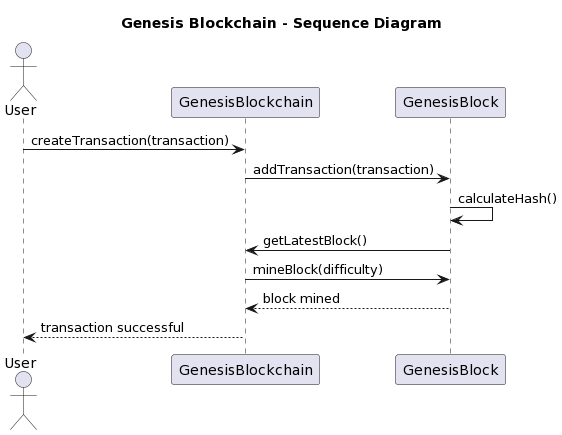 Genesis Blockchain - Sequence Diagram
User
GenesisBlockchain
GenesisBlock
createTransaction(transaction)
addTransaction(transaction)
calculateHash()
getLatestBlock()
mineBlock(difficulty)
block mined
transaction successful
User
GenesisBlockchain
GenesisBlock